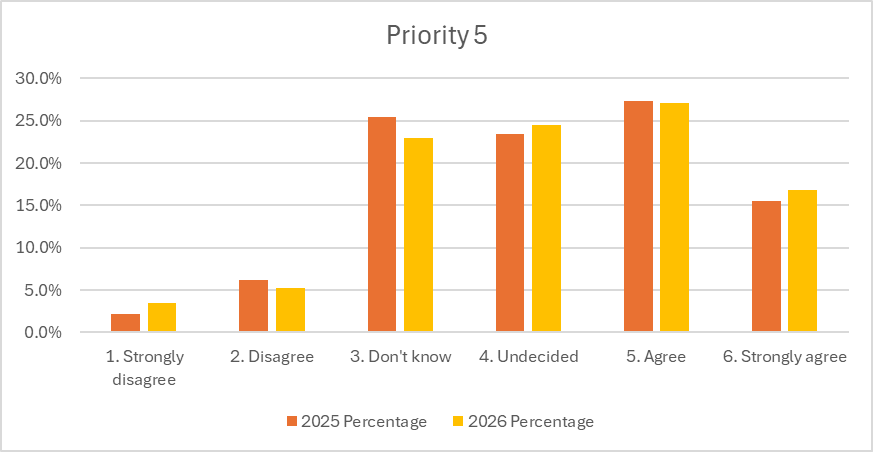 Priority 5
30.0%
25.0%
20.0%
15.0%
10.0%
5.0%
0.0%
1. Strongly disagree
2. Disagree
3. Don't know
4. Undecided
5. Agree
6. Strongly agree
2025 Percentage
2026 Percentage